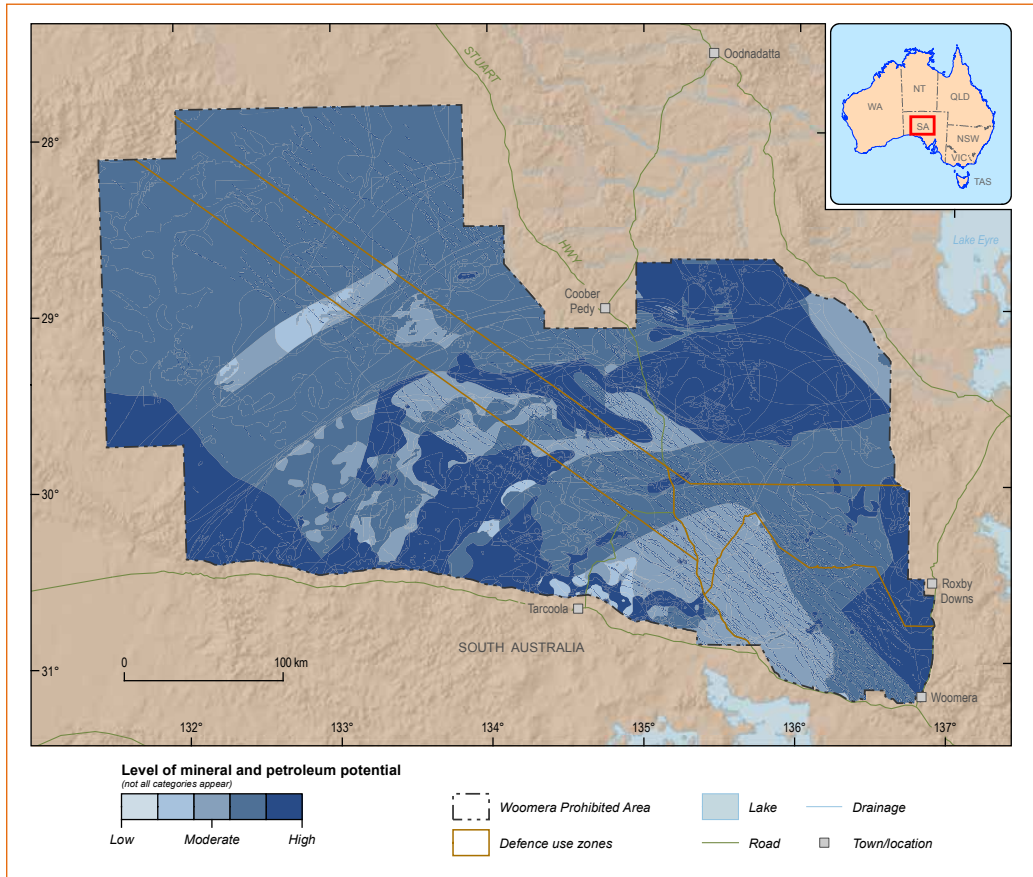 Oodnadatta
STUART
HWY
WA
NT
QLD
SA
NSW
VIC
TAS
28°
Lake Eyre
Coober
Pedy
29°
30°
Roxby
Downs
Tarcoola
SOUTH AUSTRALIA
31°
0
100 km
Woomera
132°
133°
134°
135°
136°
137°
Level of mineral and petroleum potential
(not all categories appear)
Low
Moderate
High
Woomera Prohibited Area
Defence use zones
Lake
Road
Drainage
Town/location